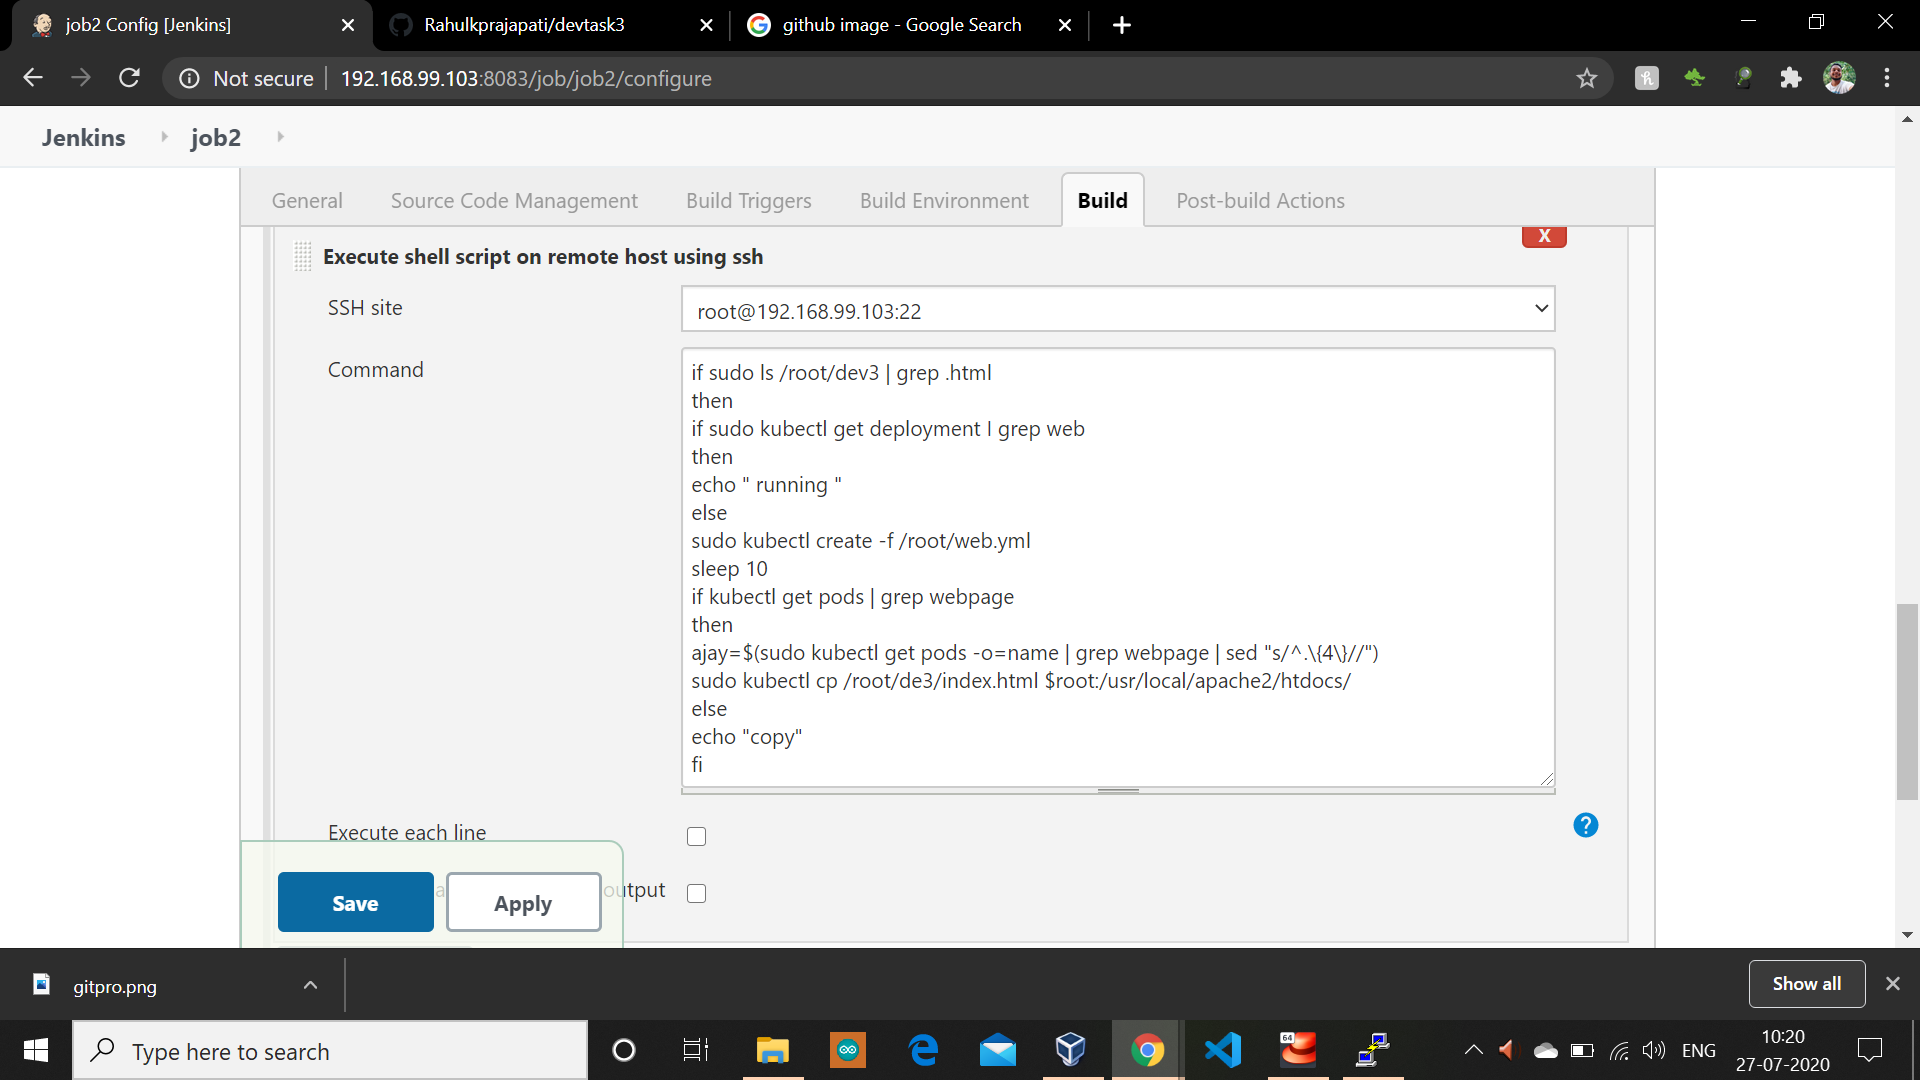 job2 Config [Jenkins]
Rahulkprajapati/devtask3
github image - Google Search
Not secure
192.168.99.103:8083/job/job2/configure
Jenkins
job2
General
Source Code Management
Build Triggers
Build Environment
Build
Post-build Actions
X
Execute shell script on remote host using ssh
SSH site
root@192.168.99.103:22
Command
if sudo ls /root/dev3 | grep .html
then
if sudo kubectl get deployment I grep web
then
echo " running "
else
sudo kubectl create -f /root/web.yml
sleep 10
if kubectl get pods | grep webpage
then
ajay=$(sudo kubectl get pods -o=name | grep webpage | sed "s/^.\{4\}//")
sudo kubectl cp /root/de3/index.html $root:/usr/local/apache2/htdocs/
else
echo "copy"
fi
Execute each line
?
output
Save
Apply
gitpro.png
Show all
Type here to search
64
ENG
10:20
27-07-2020